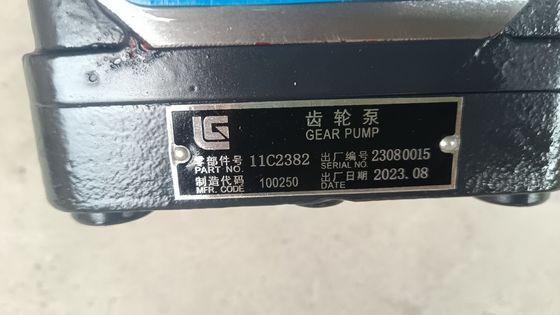 齿轮泵
GEAR PUMP
零部件号 11C2382 出厂编号 23080015
PART NO. SERIAL NO.
制造代码 100250 出厂日期 2023.08
MFR. CODE DATE